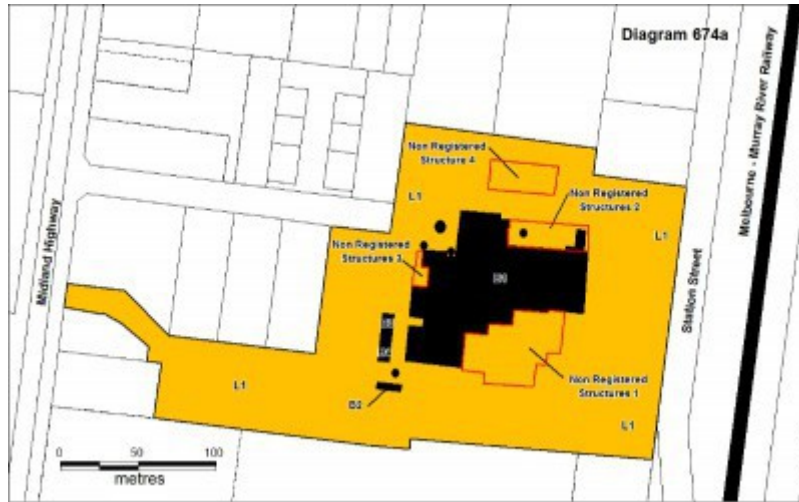 Diagram 674a
Melbourne - Murray River Railway
Non Registered
Structure 4
Non Registered
Structures 2
L1
L1
Non Registered
Structures 3
Midland Highway
Station Street
L1
B2
Non Registered
Structures 1
L1
0 50 100
metres